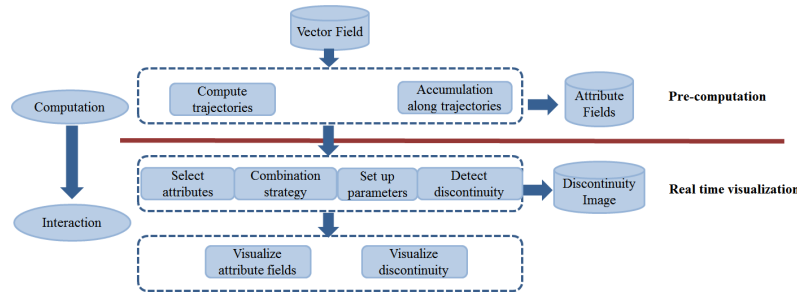 Vector Field
Compute
trajectories
Accumulation
along trajectories
Attribute
Fields
Pre-computation
Computation
Select
attributes
Combination
strategy
Set up
parameters
Detect
discontinuity
Discontinuity
Image
Real time visualization
Interaction
Visualize
attribute fields
Visualize
discontinuity